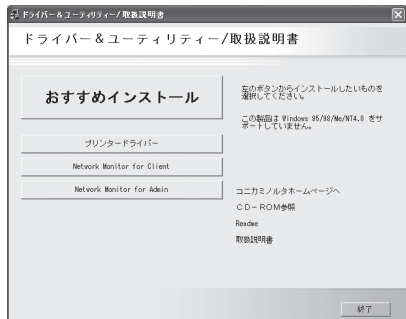 ドライバー&ユーティリティー/取扱説明書
ドライバー&ユーティリティー/取扱説明書
おすすめインストール
プリンタードライバー
Network Monitor for Client
Network Monitor for Admin
左のボタンからインストールしたいものを
選択してください。
この製品は Windows 95/98/Me/NT4.0 をサ
ポートしていません。
コニカミノルタホームページへ
CD-ROM参照
Readme
取扱説明書
終了